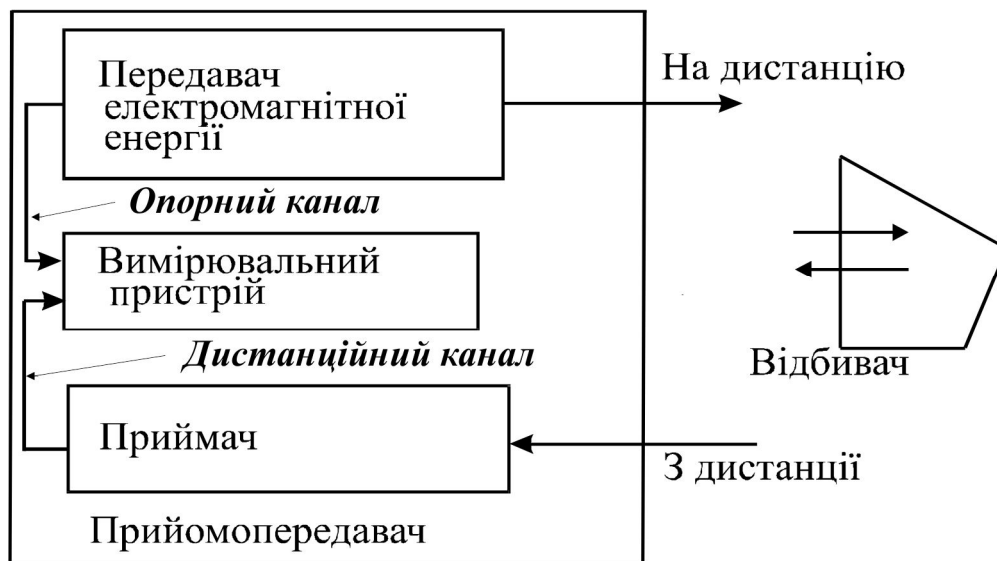 Передавач
електромагнітної
енергії
На дистанцію
Опорний канал
Вимірювальний
пристрій
Дистанційний канал
Відбивач
Приймач
З дистанції
Прийомопередавач